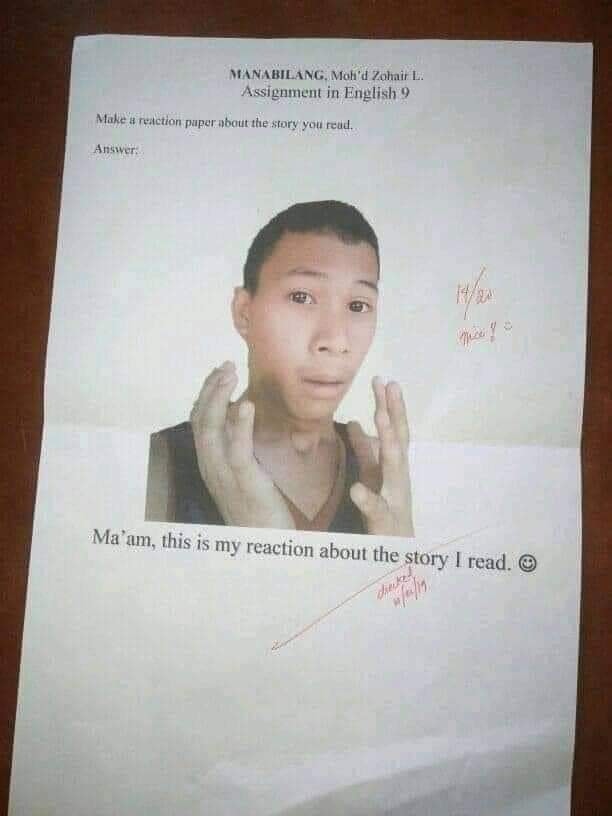 MANABILANG, Moh'd Zohair L.
Assignment in English 9
Make a reaction paper about the story you read.
Answer:
19/20
nice! 
Ma'am, this is my reaction about the story I read. ☺
checked